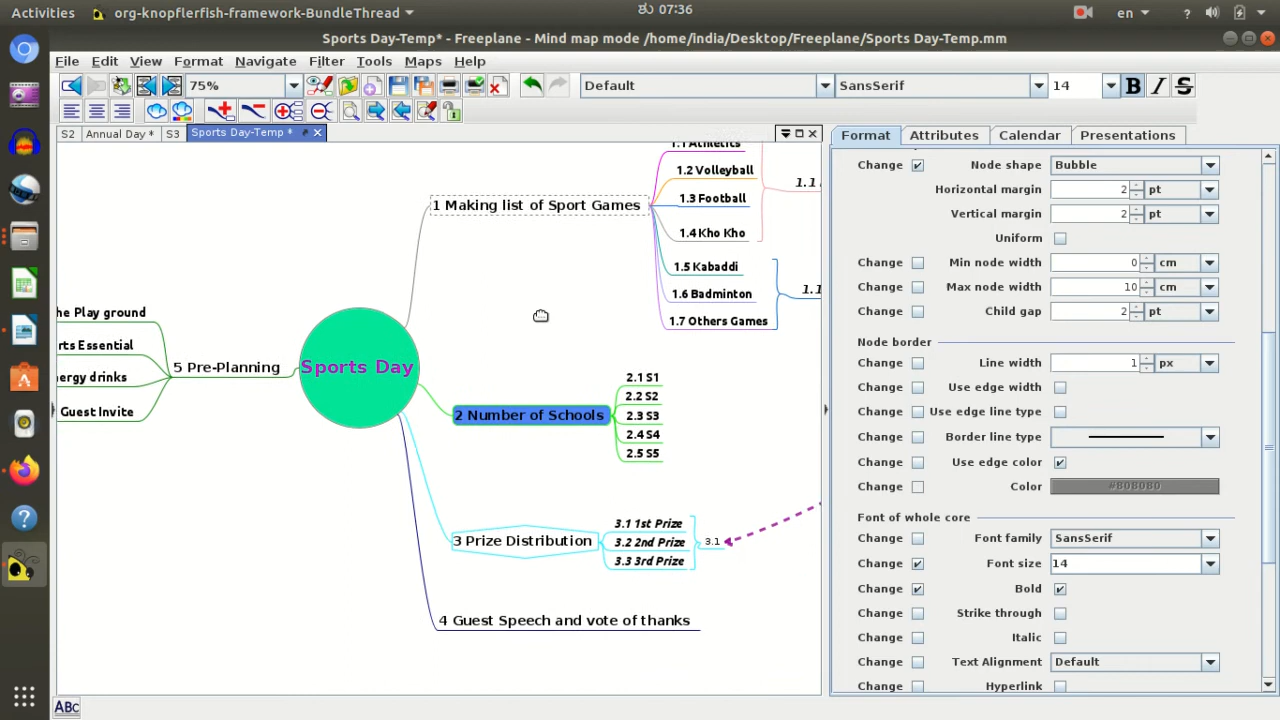 Activities
org-knopflerfish-framework-BundleThread
07:36
en
Sports Day-Temp* - Freeplane - Mind map mode /home/india/Desktop/Freeplane/Sports Day-Temp.mm
File Edit View Format Navigate Filter Tools Maps Help
75%
Default
SansSerif
14
B I S
S2
Annual Day *
S3
Sports Day-Temp *
Format
Attributes
Calendar
Presentations
1 Making list of Sport Games
1.1 Athletics
1.2 Volleyball
1.3 Football
1.4 Kho Kho
1.5 Kabaddi
1.6 Badminton
1.7 Others Games
1.1
1.1
he Play ground
rts Essential
nergy drinks
Guest Invite
5 Pre-Planning
Sports Day
2 Number of Schools
2.1 S1
2.2 S2
2.3 S3
2.4 S4
2.5 S5
3 Prize Distribution
3.1 1st Prize
3.2 2nd Prize
3.3 3rd Prize
3.1
4 Guest Speech and vote of thanks
Change Node shape Bubble
Horizontal margin 2 pt
Vertical margin 2 pt
Uniform
Change Min node width 0 cm
Change Max node width 10 cm
Change Child gap 2 pt
Node border
Change Line width 1 px
Change Use edge width
Change Use edge line type
Change Border line type
Change Use edge color
Change Color #808080
Font of whole core
Change Font family SansSerif
Change Font size 14
Change Bold
Change Strike through
Change Italic
Change Text Alignment Default
Change Hyperlink
ABC